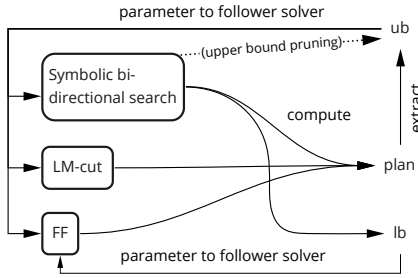 parameter to follower solver
ub
(upper bound pruning)
Symbolic bi-
directional search
extract
compute
LM-cut
plan
FF
lb
parameter to follower solver